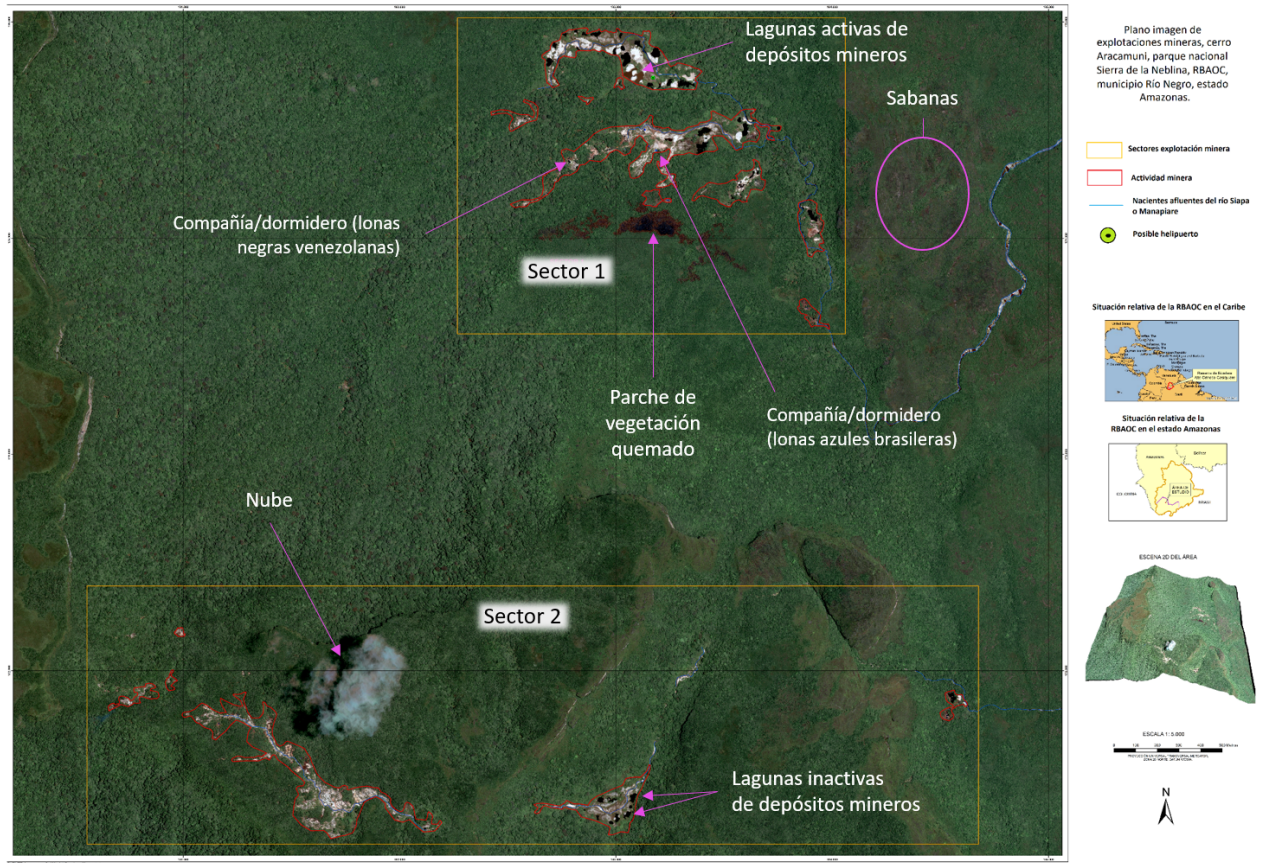 Lagunas activas de
depósitos mineros
Sabanas
Compañía/dormidero (lonas
negras venezolanas)
Sector 1
Parche de
vegetación
quemado
Compañía/dormidero
(lonas azules brasileras)
Nube
Sector 2
Lagunas inactivas
de depósitos mineros
Plano imagen de
explotaciones mineras, cerro
Aracamuni, parque nacional
Sierra de la Neblina, RBAOC,
municipio Río Negro, estado
Amazonas.
Sectores explotación minera
Actividad minera
Nacientes afluentes del río Siapa
o Manapiare
Posible helipuerto
Situación relativa de la RBAOC en el Caribe
Situación relativa de la
RBAOC en el estado Amazonas
ESCENA 2D DEL ÁREA
ESCALA 1: 5.000
N